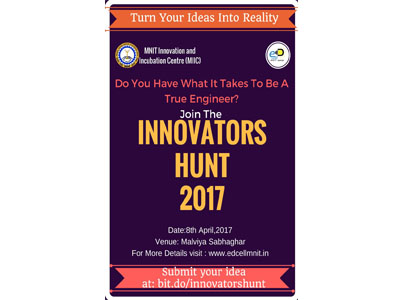 Turn Your Ideas Into Reality
MNIT Innovation and
Incubation Centre (MIIC)
Do You Have What It Takes To Be A
True Engineer?
Join The
INNOVATORS
HUNT
2017
Date:8th April,2017
Venue: Malviya Sabhaghar
For More Details visit : www.edcellmnit.in
Submit your idea
at: bit.do/innovatorshunt